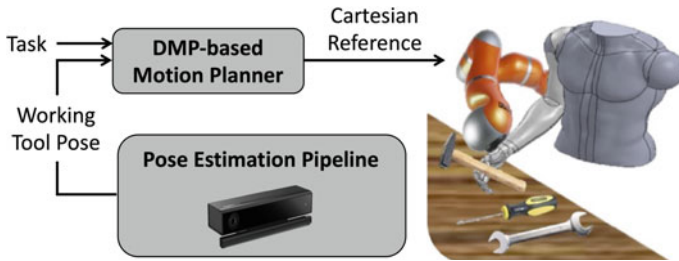 Task
DMP-based
Motion Planner
Cartesian
Reference
Working
Tool Pose
Pose Estimation Pipeline